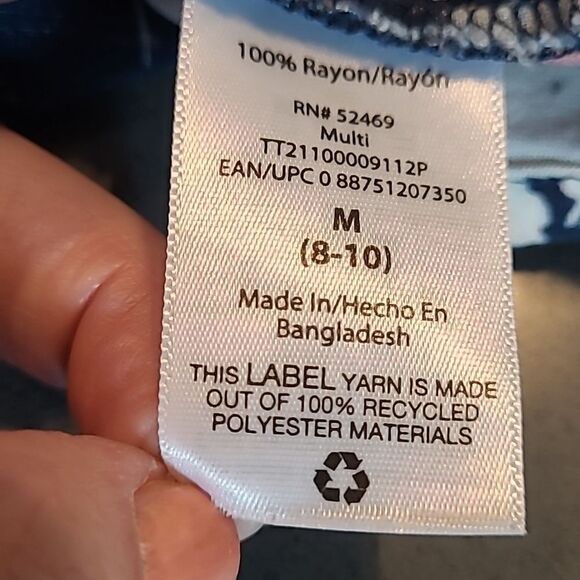 100% Rayon/Rayón
RN# 52469
Multi
TT21100009112P
EAN/UPC 0 88751207350
M
(8-10)
Made In/Hecho En
Bangladesh
THIS LABEL YARN IS MADE
OUT OF 100% RECYCLED
POLYESTER MATERIALS